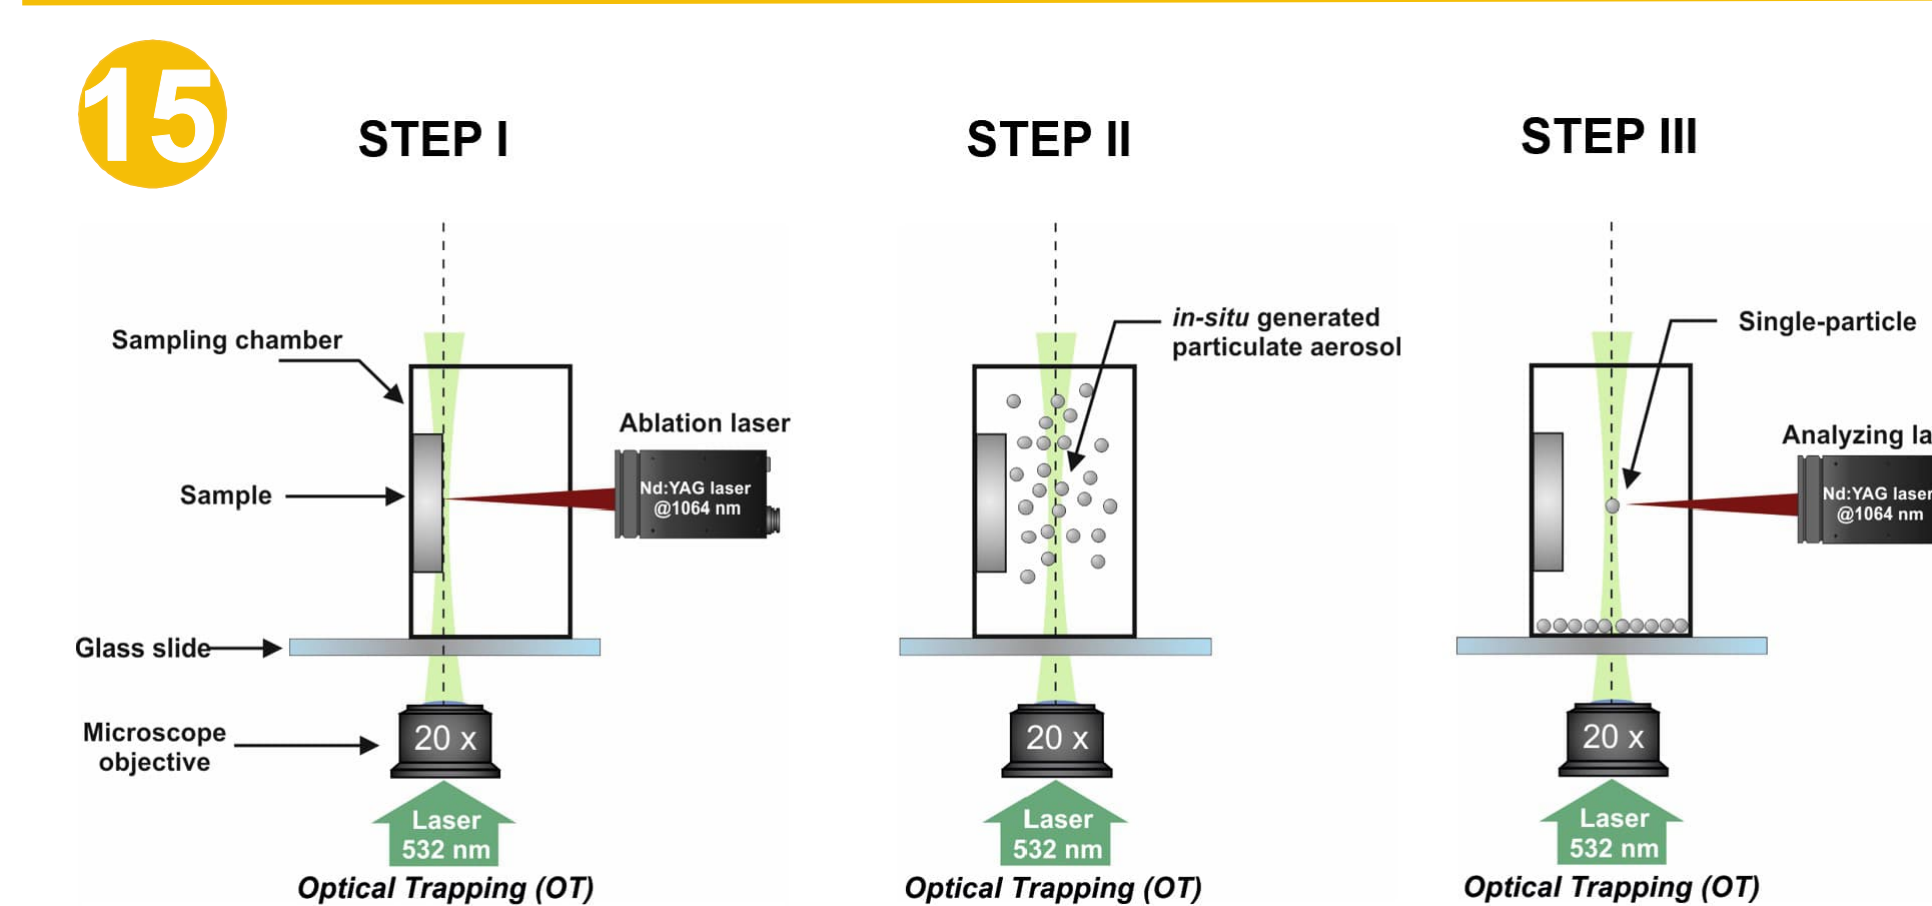 15
STEP I
STEP II
STEP III
Sampling chamber
Ablation laser
Nd:YAG laser
@1064 nm
Sample
Glass slide
Microscope
objective
20 x
Laser
532 nm
Optical Trapping (OT)
in-situ generated
particulate aerosol
20 x
Laser
532 nm
Optical Trapping (OT)
Single-particle
Analyzing la
Nd:YAG laser
@1064 nm
20 x
Laser
532 nm
Optical Trapping (OT)